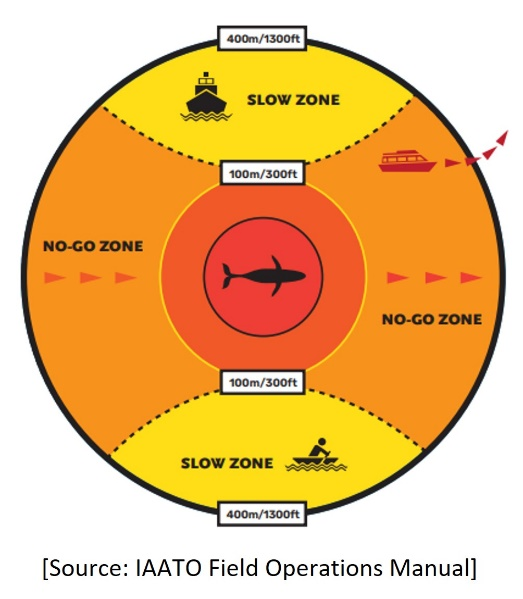 400m/1300ft
SLOW ZONE
100m/300ft
NO-GO ZONE
NO-GO ZONE
100m/300ft
SLOW ZONE
400m/1300ft
[Source: IAATO Field Operations Manual]